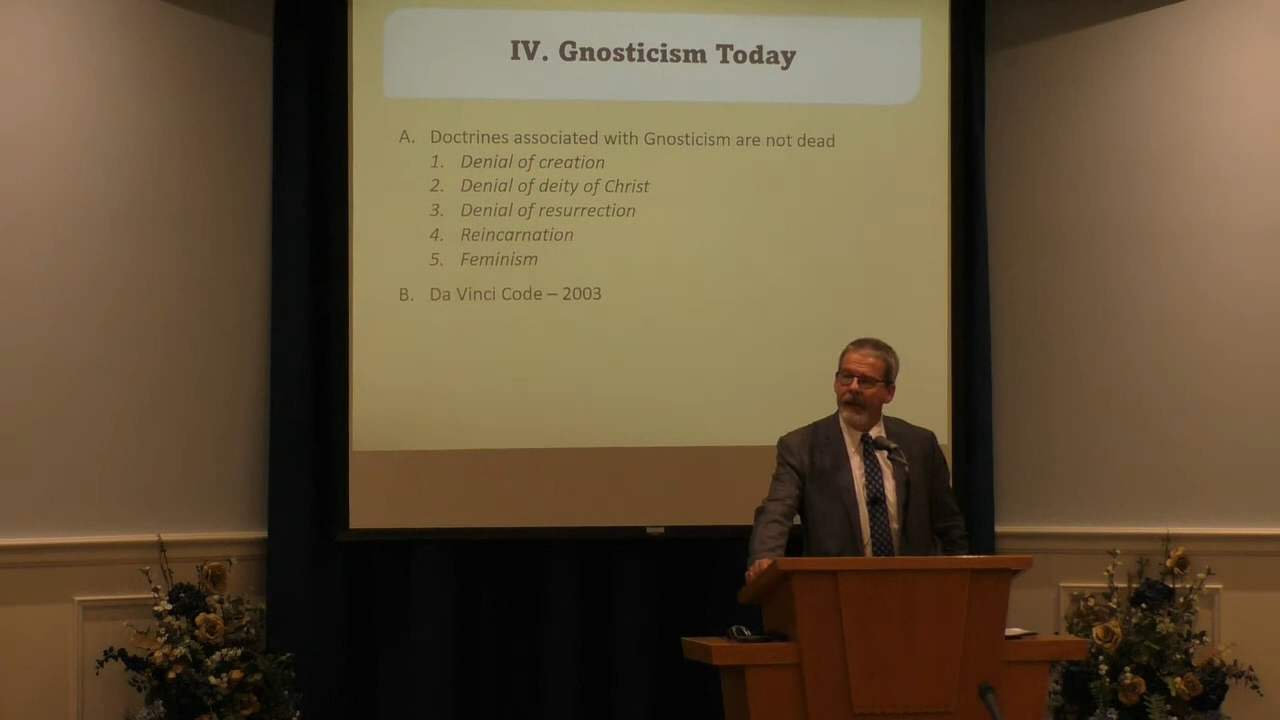 IV. Gnosticism Today
A. Doctrines associated with Gnosticism are not dead
1. Denial of creation
2. Denial of deity of Christ
3. Denial of resurrection
4. Reincarnation
5. Feminism
B. Da Vinci Code – 2003